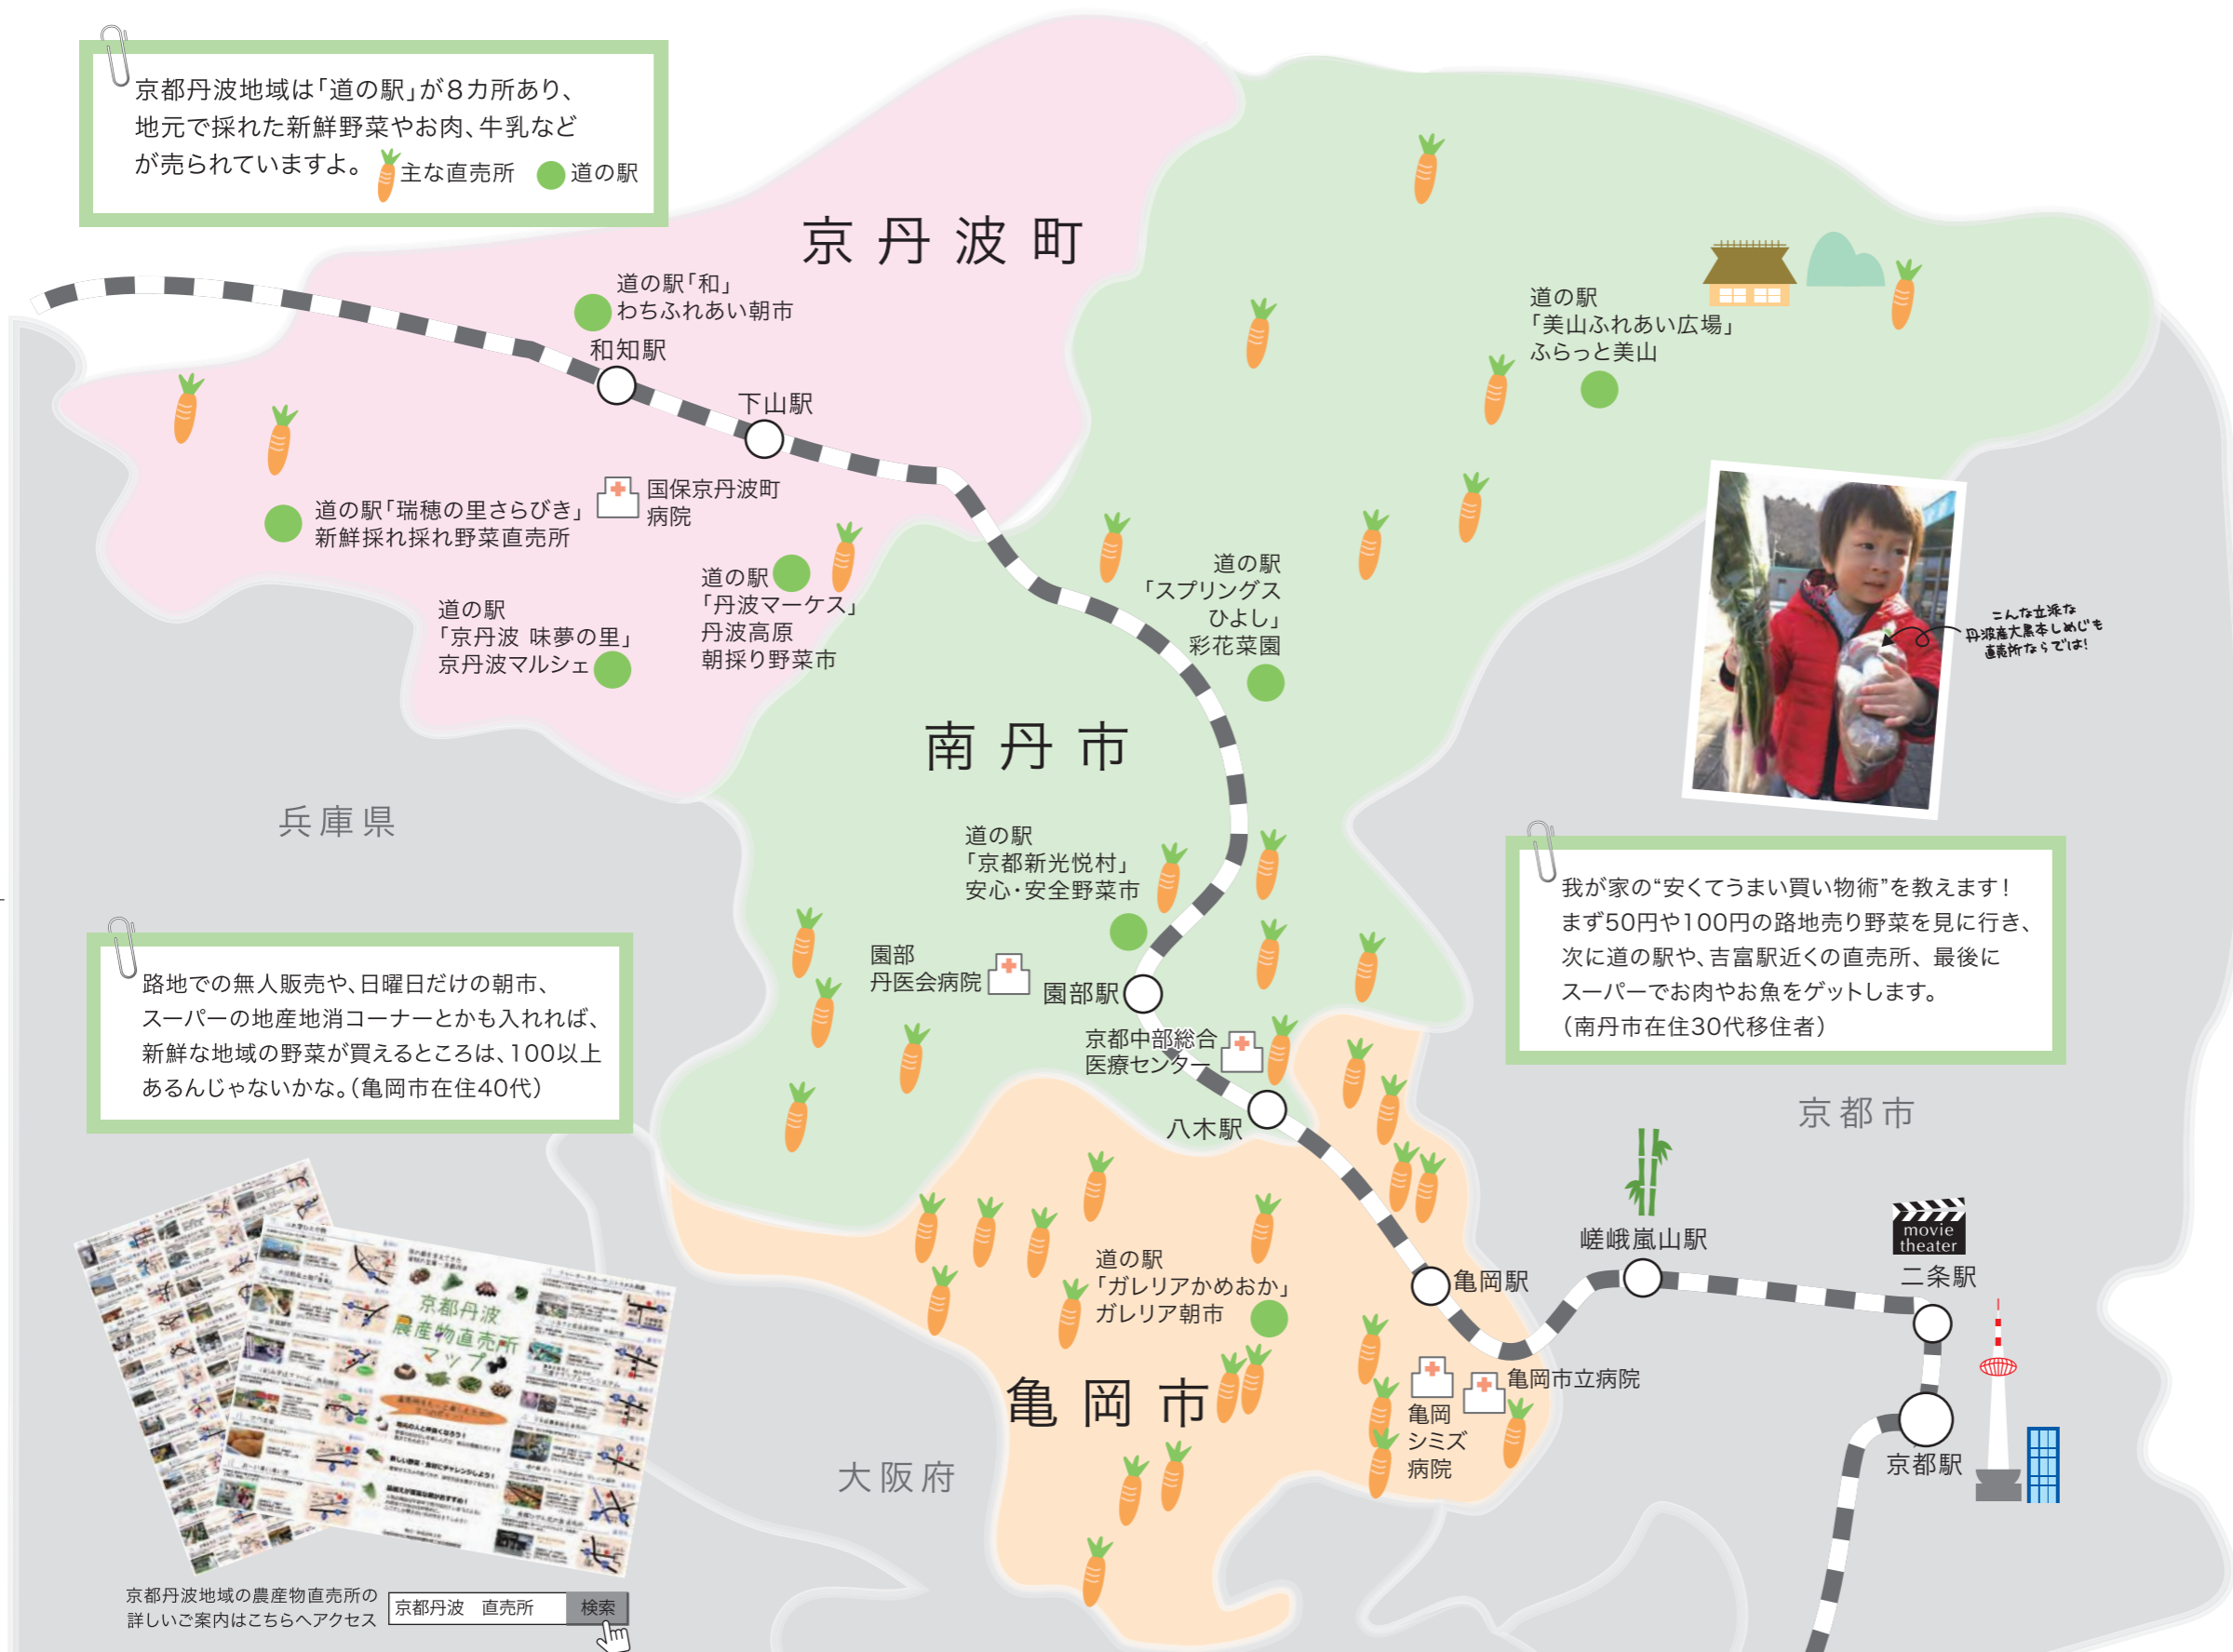 京都丹波地域は「道の駅」が8カ所あり、
地元で採れた新鮮野菜やお肉、牛乳など
が売られていますよ。
主な直売所
道の駅
京丹波町
道の駅「和」
わちふれあい朝市
和知駅
下山駅
道の駅
「美山ふれあい広場」
ふらっと美山
国保京丹波町
病院
道の駅「瑞穂の里さらびき」
新鮮採れ採れ野菜直売所
道の駅
「丹波マーケス」
丹波高原
朝採り野菜市
道の駅
「京丹波 味夢の里」
京丹波マルシェ
道の駅
「スプリングス
ひよし」
彩花菜園
こんな立派な
丹波産大黒本しめじも
直売所ならでは!
南丹市
兵庫県
道の駅
「京都新光悦村」
安心・安全野菜市
園部
丹医会病院
園部駅
京都中部総合
医療センター
八木駅
我が家の“安くてうまい買い物術”を教えます!
まず50円や100円の路地売り野菜を見に行き、
次に道の駅や、吉富駅近くの直売所、最後に
スーパーでお肉やお魚をゲットします。
(南丹市在住30代移住者)
路地での無人販売や、日曜日だけの朝市、
スーパーの地産地消コーナーとかも入れれば、
新鮮な地域の野菜が買えるところは、100以上
あるんじゃないかな。(亀岡市在住40代)
京都市
嵯峨嵐山駅
movie
theater
二条駅
京都駅
亀岡駅
道の駅
「ガレリアかめおか」
ガレリア朝市
亀岡市
亀岡市立病院
亀岡
シミズ
病院
大阪府
京都丹波
農産物直売所
マップ
京都丹波地域の農産物直売所の
詳しいご案内はこちらへアクセス
京都丹波 直売所
検索